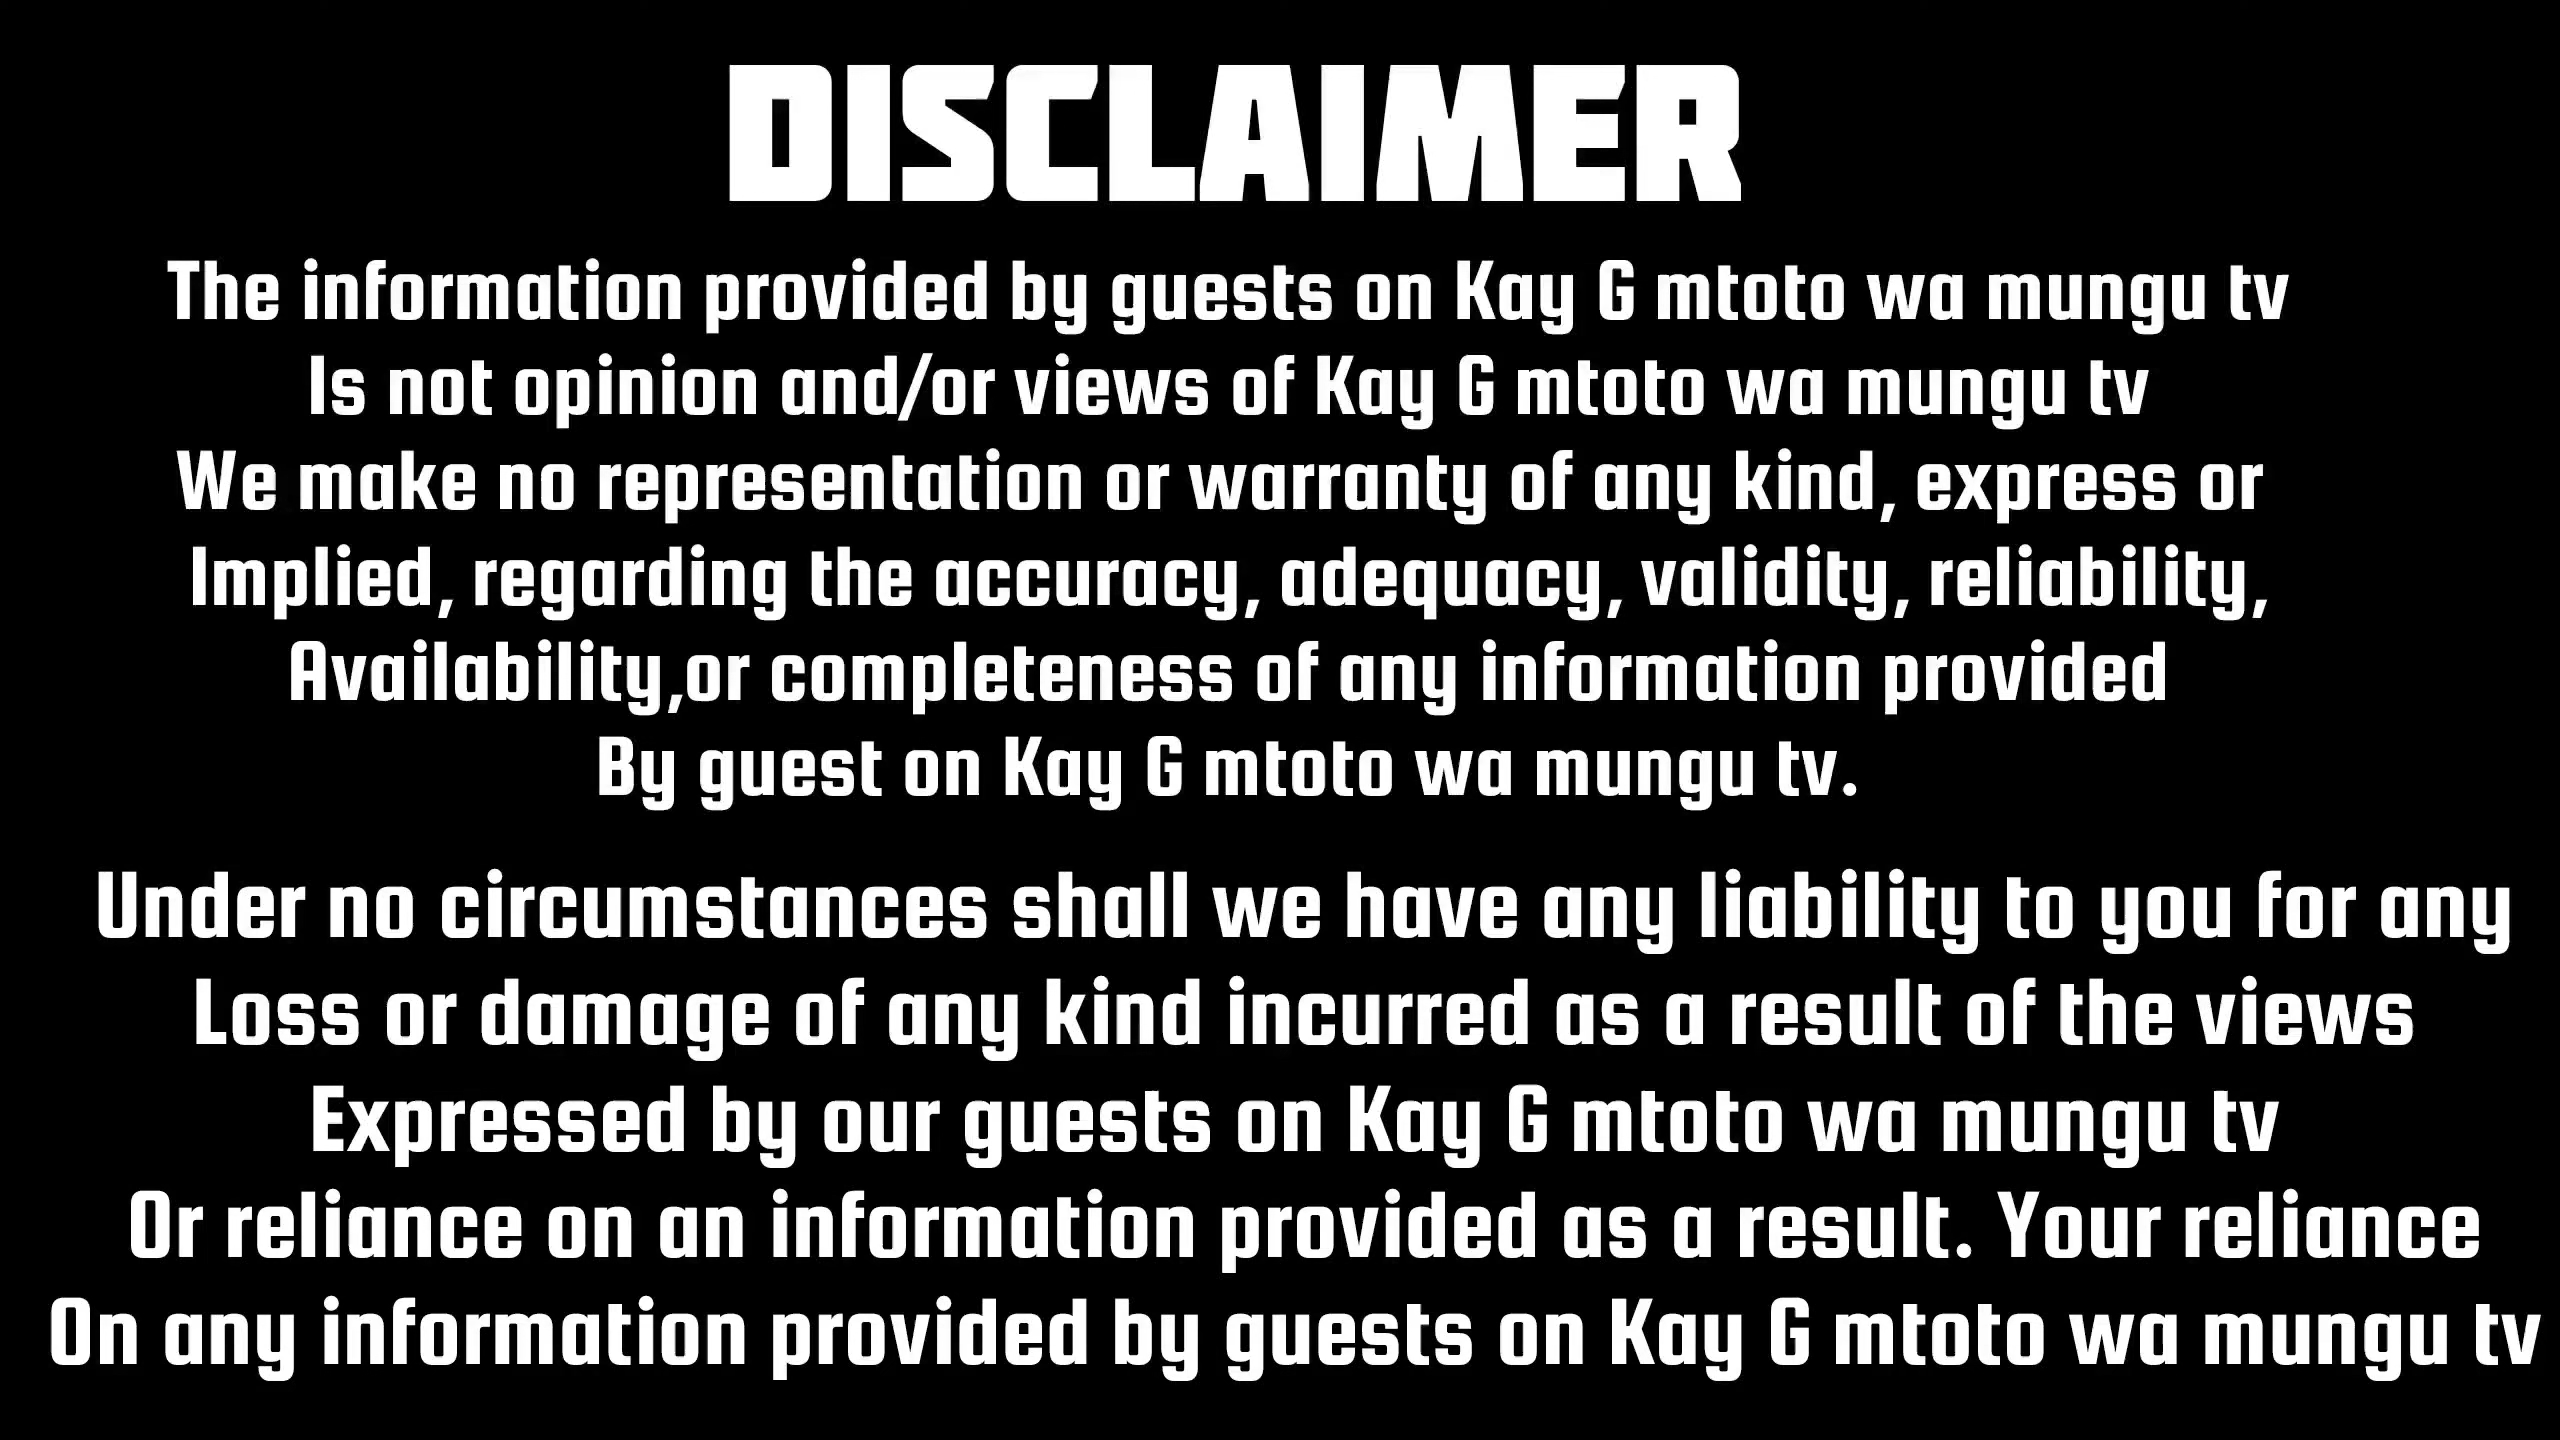 DISCLAIMER
The information provided by guests on Kay G mtoto wa mungu tv
Is not opinion and/or views of Kay G mtoto wa mungu tv
We make no representation or warranty of any kind, express or
Implied, regarding the accuracy, adequacy, validity, reliability,
Availability,or completeness of any information provided
By guest on Kay G mtoto wa mungu tv.
Under no circumstances shall we have any liability to you for any
Loss or damage of any kind incurred as a result of the views
Expressed by our guests on Kay G mtoto wa mungu tv
Or reliance on an information provided as a result. Your reliance
On any information provided by guests on Kay G mtoto wa mungu tv